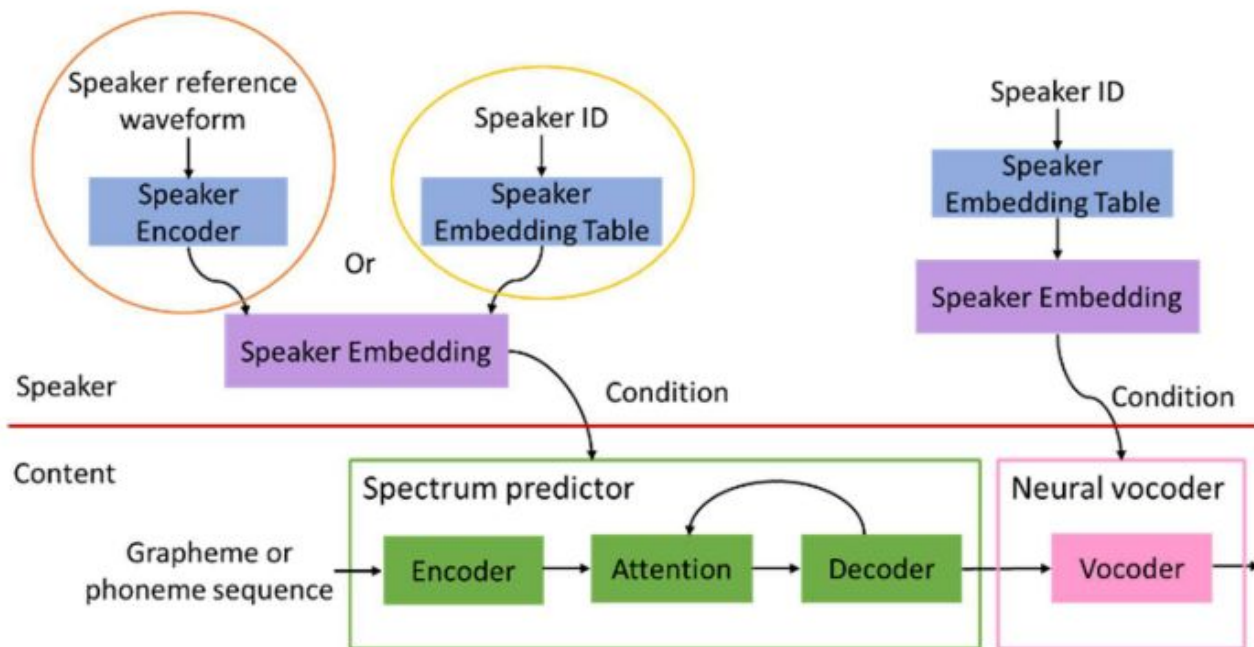 Speaker reference
waveform
Speaker
Encoder
Or
Speaker ID
Speaker
Embedding Table
Speaker Embedding
Speaker ID
Speaker
Embedding Table
Speaker Embedding
Speaker
Condition
Condition
Content
Spectrum predictor
Neural vocoder
Grapheme or
phoneme sequence
Encoder
Attention
Decoder
Vocoder